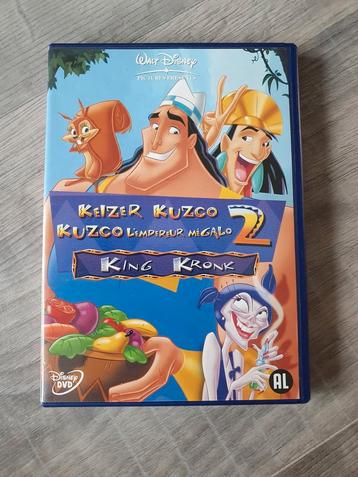 WALT DISNEY
PICTURES PRESENTS
KEIZER KUZCO
KUZCO L'EMPEREUR MÉGALO 2
KING KRONK
DISNEY
DVD
AL